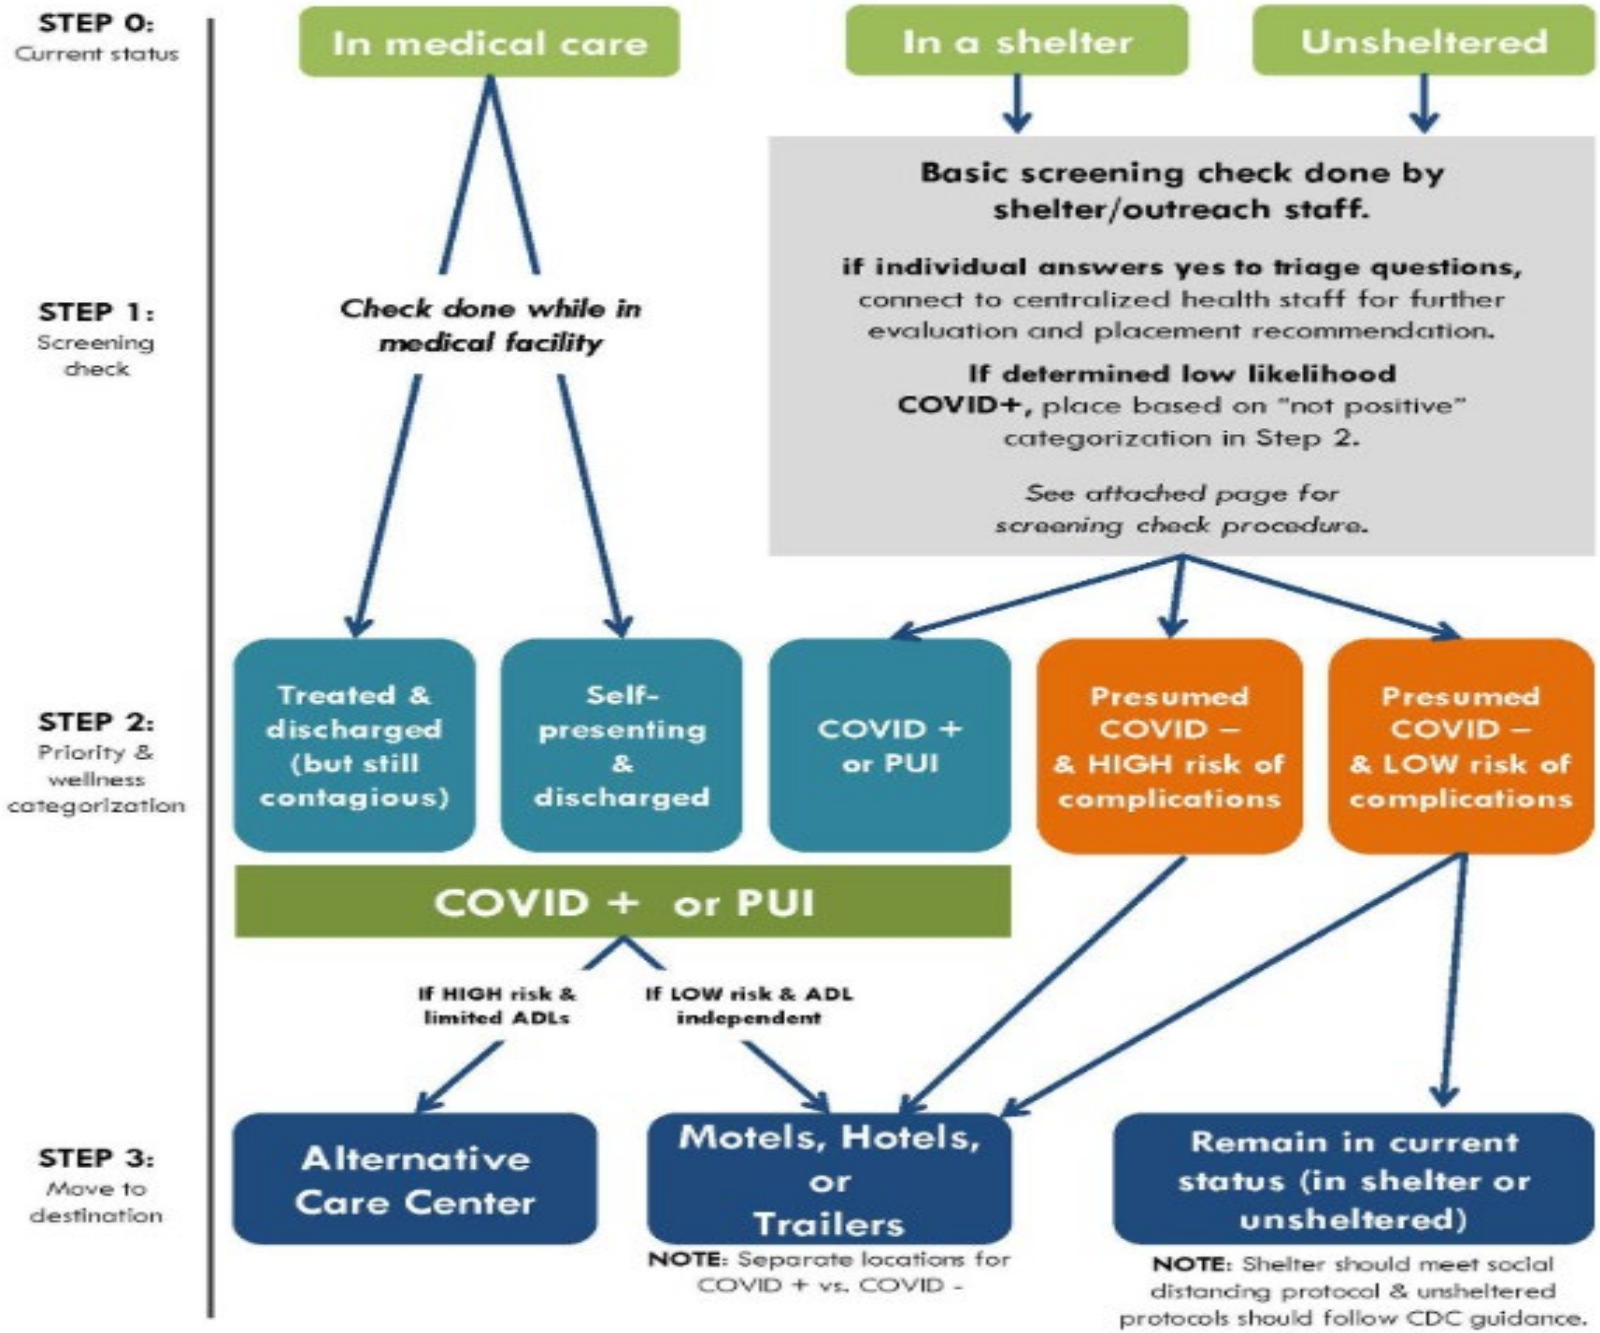 STEP 0:
Current status
In medical care
In a shelter
Unsheltered
STEP 1:
Screening
check
Check done while in
medical facility
Basic screening check done by
shelter/outreach staff.
if individual answers yes to triage questions,
connect to centralized health staff for further
evaluation and placement recommendation.
If determined low likelihood
COVID+, place based on "not positive"
categorization in Step 2.
See attached page for
screening check procedure.
STEP 2:
Priority &
wellness
categorization
Treated &
discharged
(but still
contagious)
Self-
presenting
&
discharged
COVID +
or PUI
Presumed
COVID –
& HIGH risk of
complications
Presumed
COVID –
& LOW risk of
complications
COVID + or PUI
If HIGH risk &
limited ADLs
If LOW risk & ADL
independent
STEP 3:
Move to
destination
Alternative
Care Center
Motels, Hotels,
or
Trailers
NOTE: Separate locations for
COVID + vs. COVID -
Remain in current
status (in shelter or
unsheltered)
NOTE: Shelter should meet social
distancing protocol & unsheltered
protocols should follow CDC guidance.